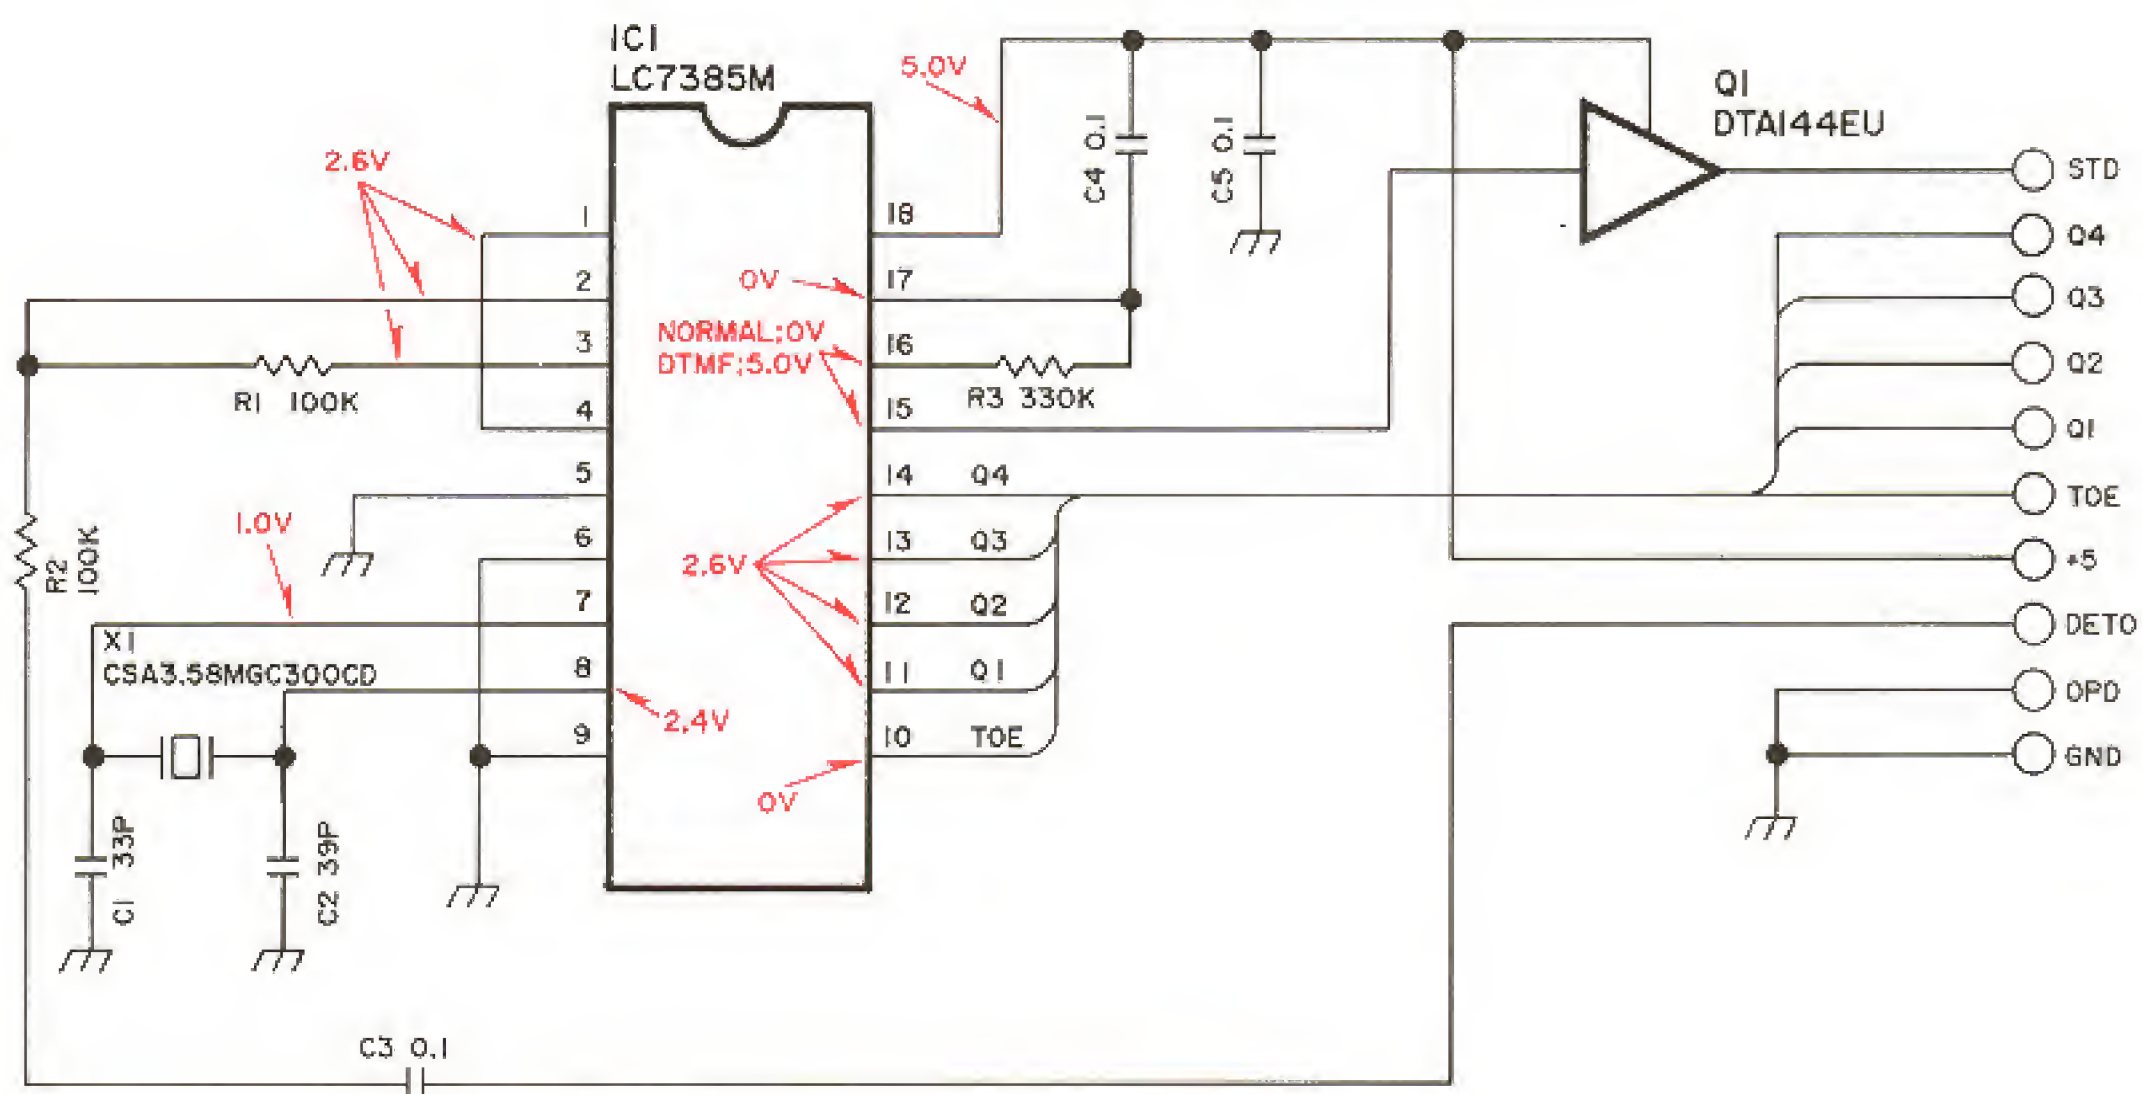 IC1
LC7385M
5.0V
Q1
DTA144EU
2.6V
C4 0.1
C5 0.1
STD
Q4
Q3
Q2
Q1
TOE
+5
DETO
OPD
GND
1
2
3
4
5
6
7
8
9
18
17
16
15
14 Q4
13 Q3
12 Q2
11 Q1
10 TOE
0V
NORMAL;0V
DTMF;5.0V
R1 100K
R3 330K
R2
100K
1.0V
2.6V
X1
CSA3.58MGC300CD
2.4V
0V
C1 33P
C2 39P
C3 0.1